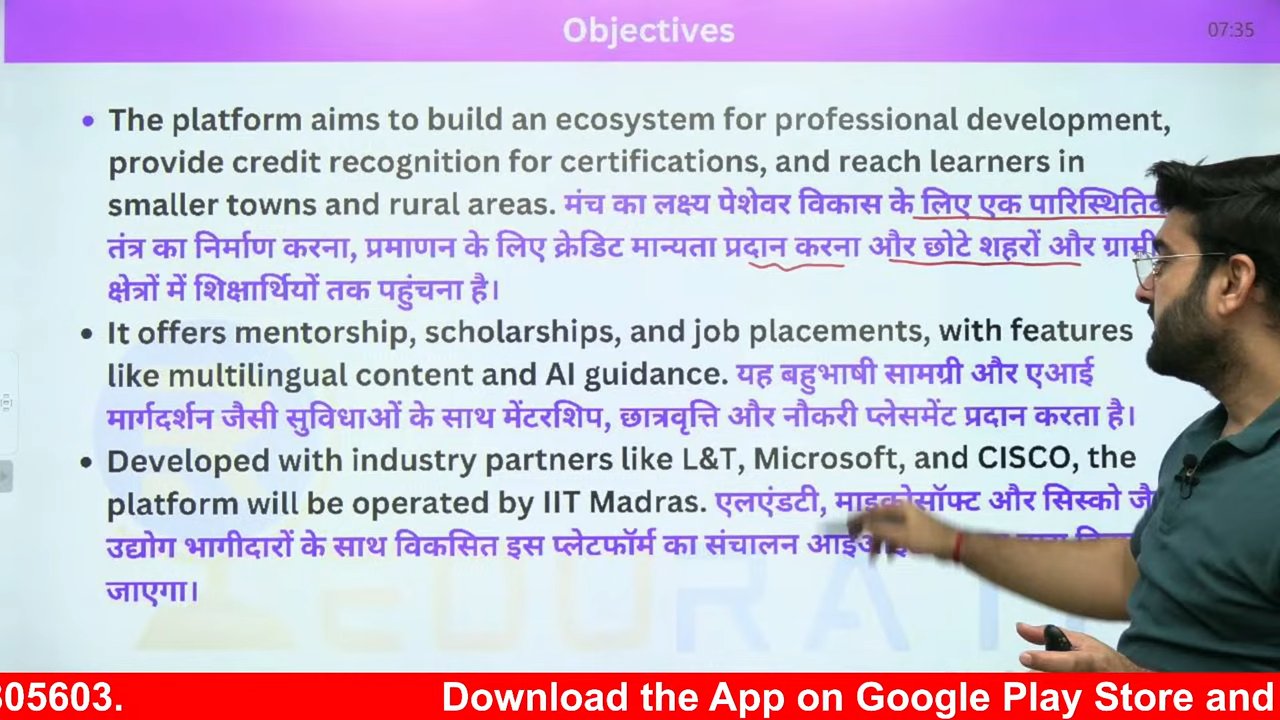 Objectives
07:35
The platform aims to build an ecosystem for professional development,
provide credit recognition for certifications, and reach learners in
smaller towns and rural areas. मंच का लक्ष्य पेशेवर विकास के लिए एक
तंत्र का निर्माण करना, प्रमाणन के लिए क्रेडिट मान्यता प्रदान करना और छोटे शहरों और
क्षेत्रों में शिक्षार्थियों तक पहुंचना है।
It offers mentorship, scholarships, and job placements, with features
like multilingual content and AI guidance. यह बहुभाषी सामग्री और एआई
मार्गदर्शन जैसी सुविधाओं के साथ मेंटरशिप, छात्रवृत्ति और नौकरी प्लेसमेंट प्रदान करता है।
Developed with industry partners like L&T, Microsoft, and CISCO, the
platform will be operated by IIT Madras. एलएंडटी, माइक्रोसॉफ्ट और सिस्को
उद्योग भागीदारों के साथ विकसित इस प्लेटफॉर्म का संचालन
जाएगा।
05603. Download the App on Google Play Store and